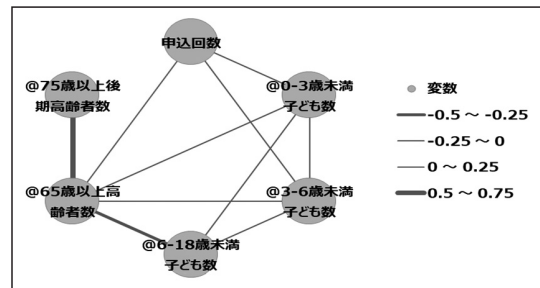 申込回数
@75歳以上後
期高齢者数
@0-3歳未満
子ども数
@65歳以上高
齢者数
@3-6歳未満
子ども数
@6-18歳未満
子ども数
変数
-0.5 ～ -0.25
-0.25 ～ 0
0 ～ 0.25
0.5 ～ 0.75